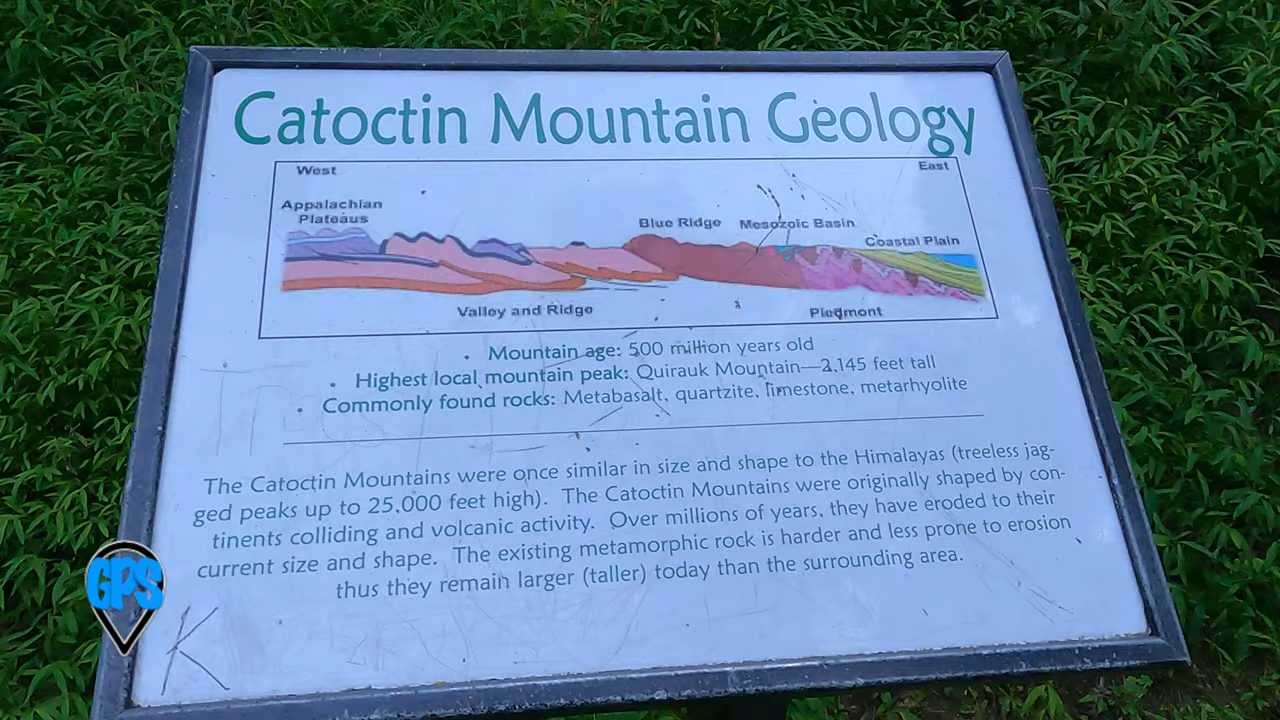 Catoctin Mountain Geology
West
East
Appalachian
Plateaus
Blue Ridge
Mesozoic Basin
Coastal Plain
Valley and Ridge
Piedmont
• Mountain age: 500 million years old
• Highest local mountain peak: Quirauk Mountain—2,145 feet tall
• Commonly found rocks: Metabasalt, quartzite, limestone, metarhyolite
The Catoctin Mountains were once similar in size and shape to the Himalayas (treeless jag-
ged peaks up to 25,000 feet high). The Catoctin Mountains were originally shaped by con-
tinents colliding and volcanic activity. Over millions of years, they have eroded to their
current size and shape. The existing metamorphic rock is harder and less prone to erosion
thus they remain larger (taller) today than the surrounding area.
GPS
K